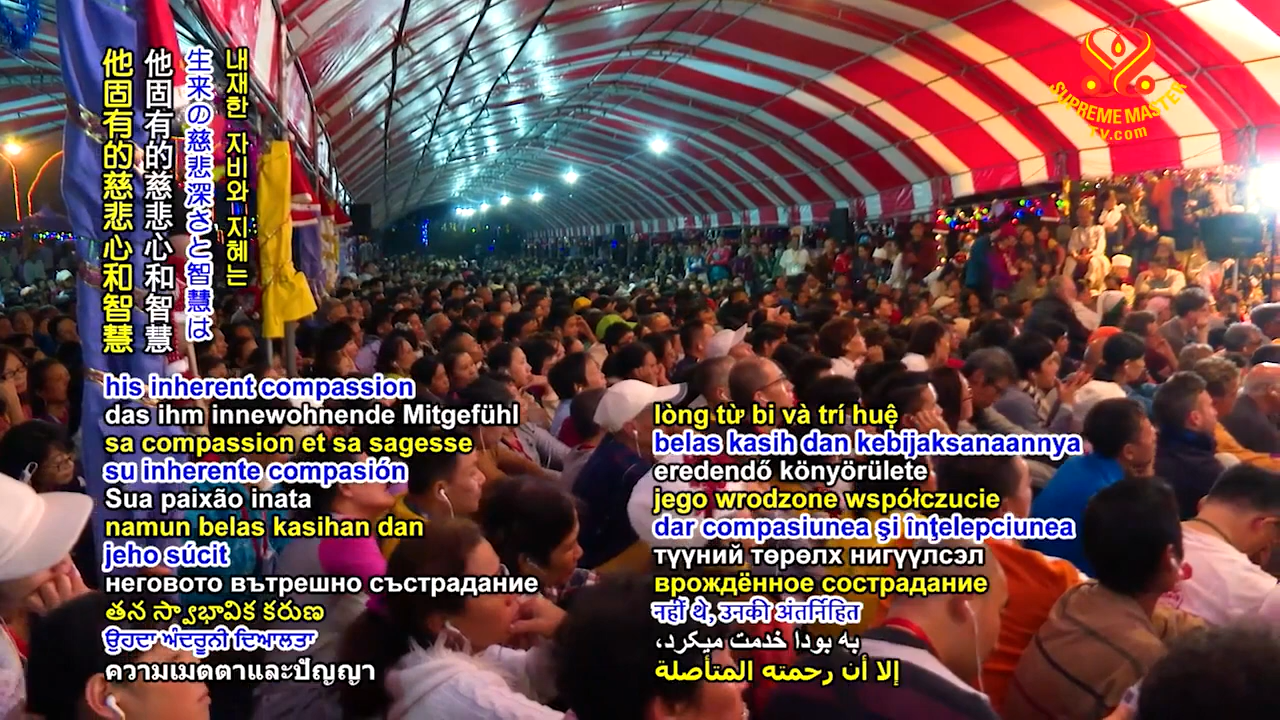 SUPREME MASTER
TV.com
他固有的慈悲心和智慧
他固有的慈悲心和智慧
生来の慈悲深さと智慧は
내재한 자비와 지혜는
his inherent compassion
das ihm innewohnende Mitgefühl
sa compassion et sa sagesse
su inherente compasión
Sua paixão inata
namun belas kasihan dan
jeho súcit
неговото вътрешно състрадание
తన స్వాభావిక కరుణ
ਉਹਦਾ ਅੰਦਰੂਨੀ ਦਿਆਲਤਾ
ความเมตตาและปัญญา
lòng từ bi và trí huệ
belas kasih dan kebijaksanaannya
eredendő könyörülete
jego wrodzone współczucie
dar compasiunea şi înţelepciunea
түүний төрөлх нигүүлсэл
врождённое сострадание
नहीं थे, उनकी अंतर्निहित
به بودا خدمت میکرد،
إلا أن رحمته المتأصلة